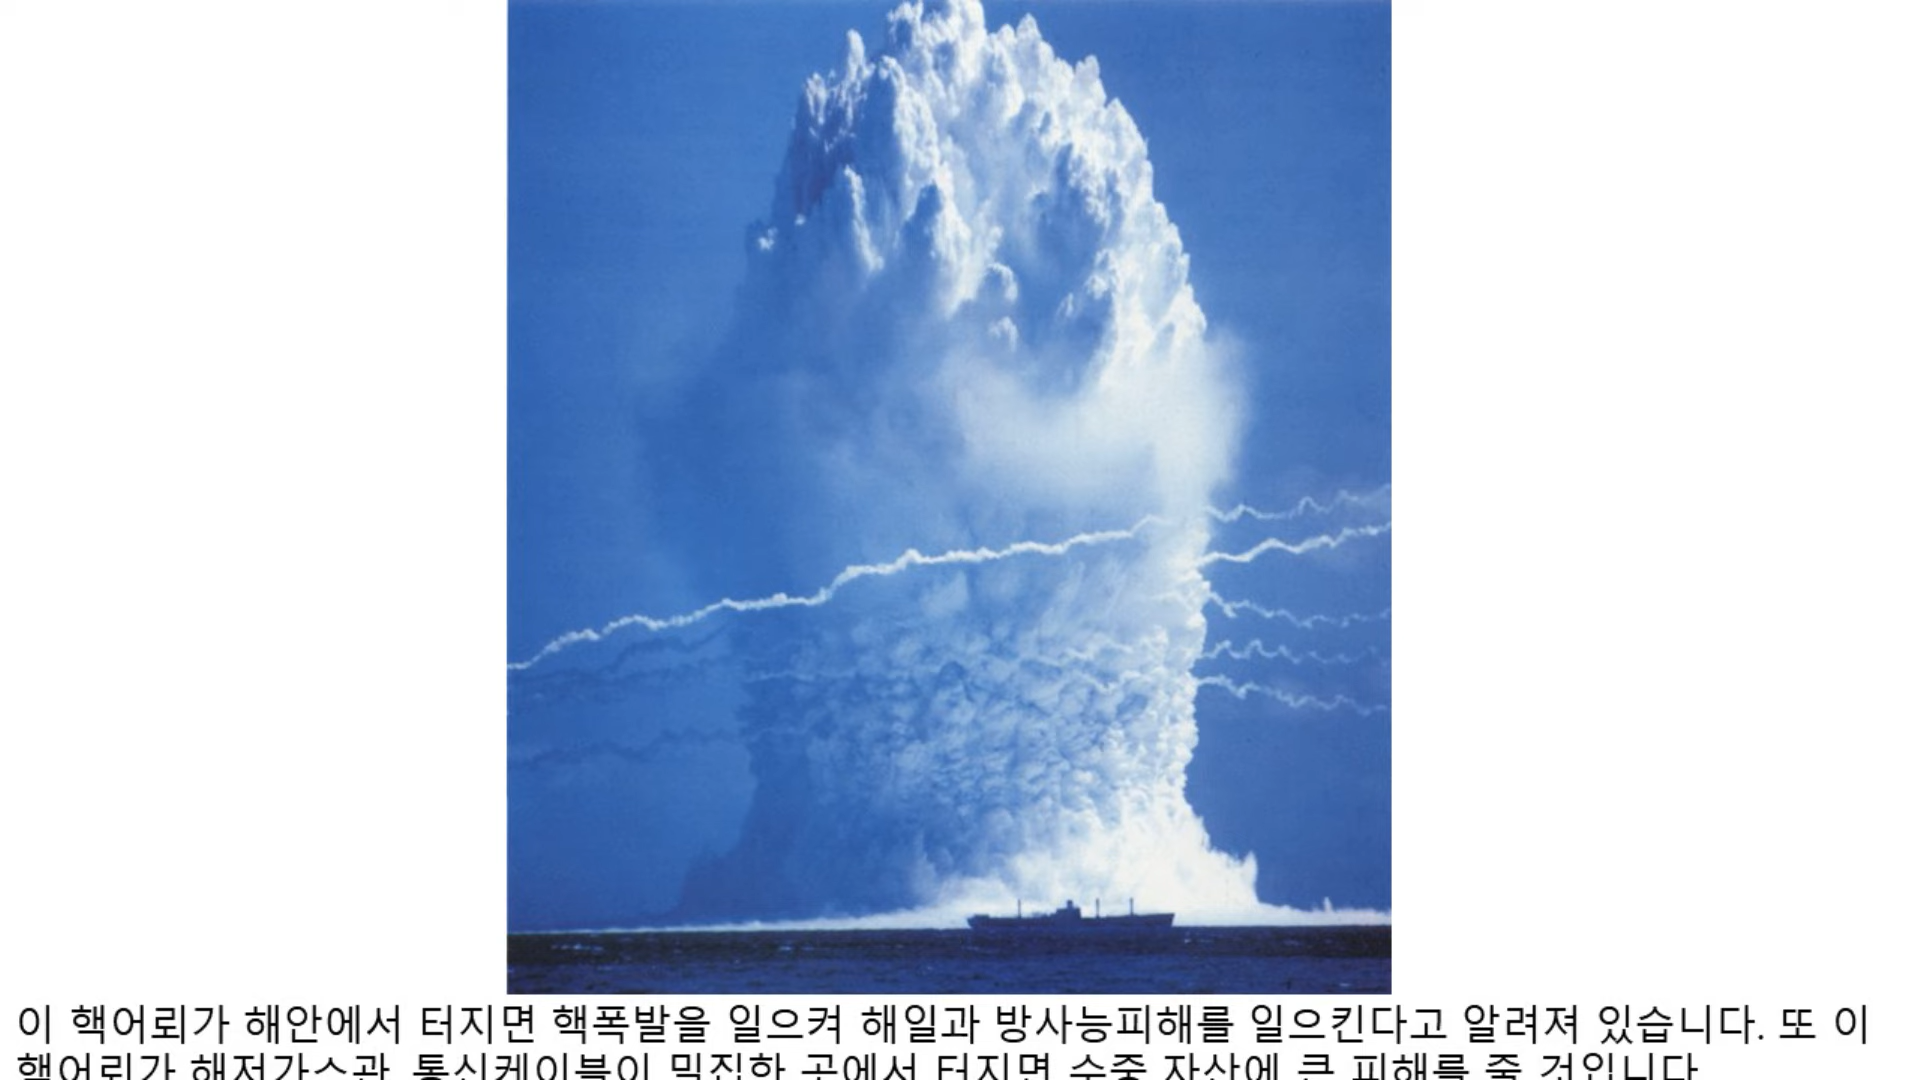 이 핵어뢰가 해안에서 터지면 핵폭발을 일으켜 해일과 방사능피해를 일으킨다고 알려져 있습니다. 또 이
핵어뢰가 해저가스관, 통신케이블이 밀집한 곳에서 터지면 수중 자산에 큰 피해를 줄 것입니다.